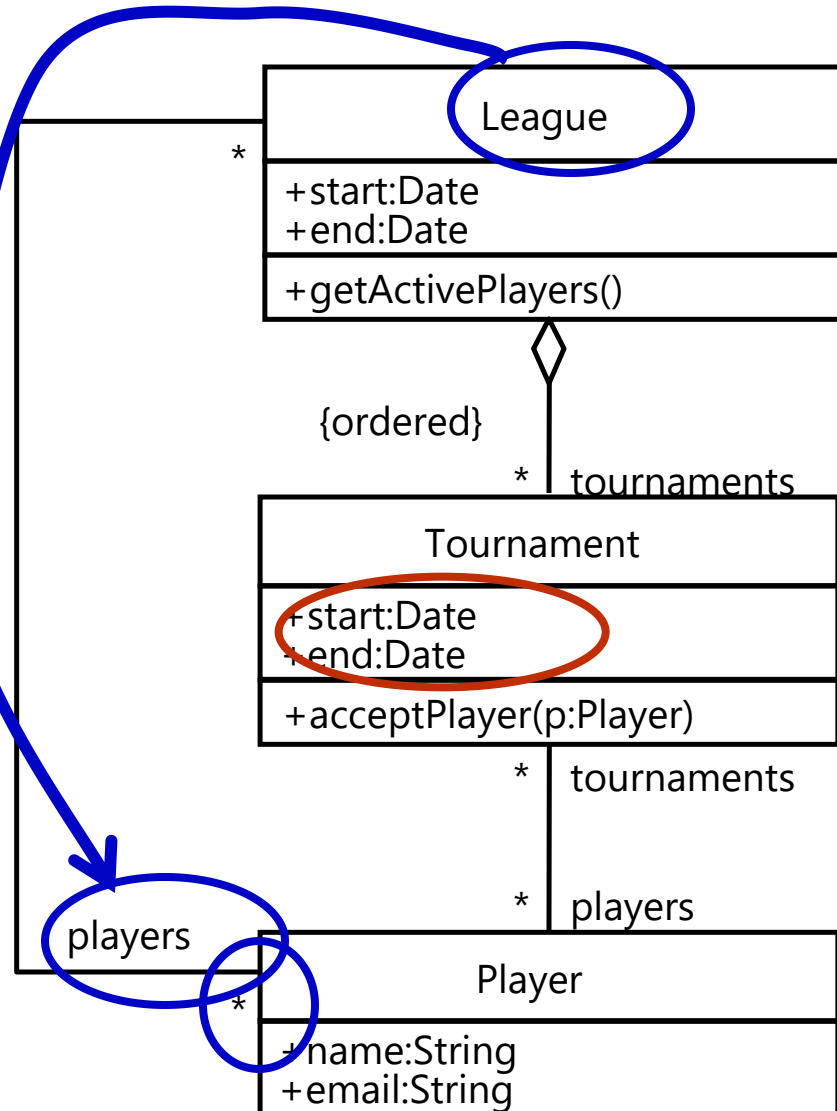 League
*
+start:Date
+end:Date
+getActivePlayers()
{ordered}
* tournaments
Tournament
+start:Date
+end:Date
+acceptPlayer(p:Player)
* tournaments
* players
players
*
Player
+name:String
+email:String